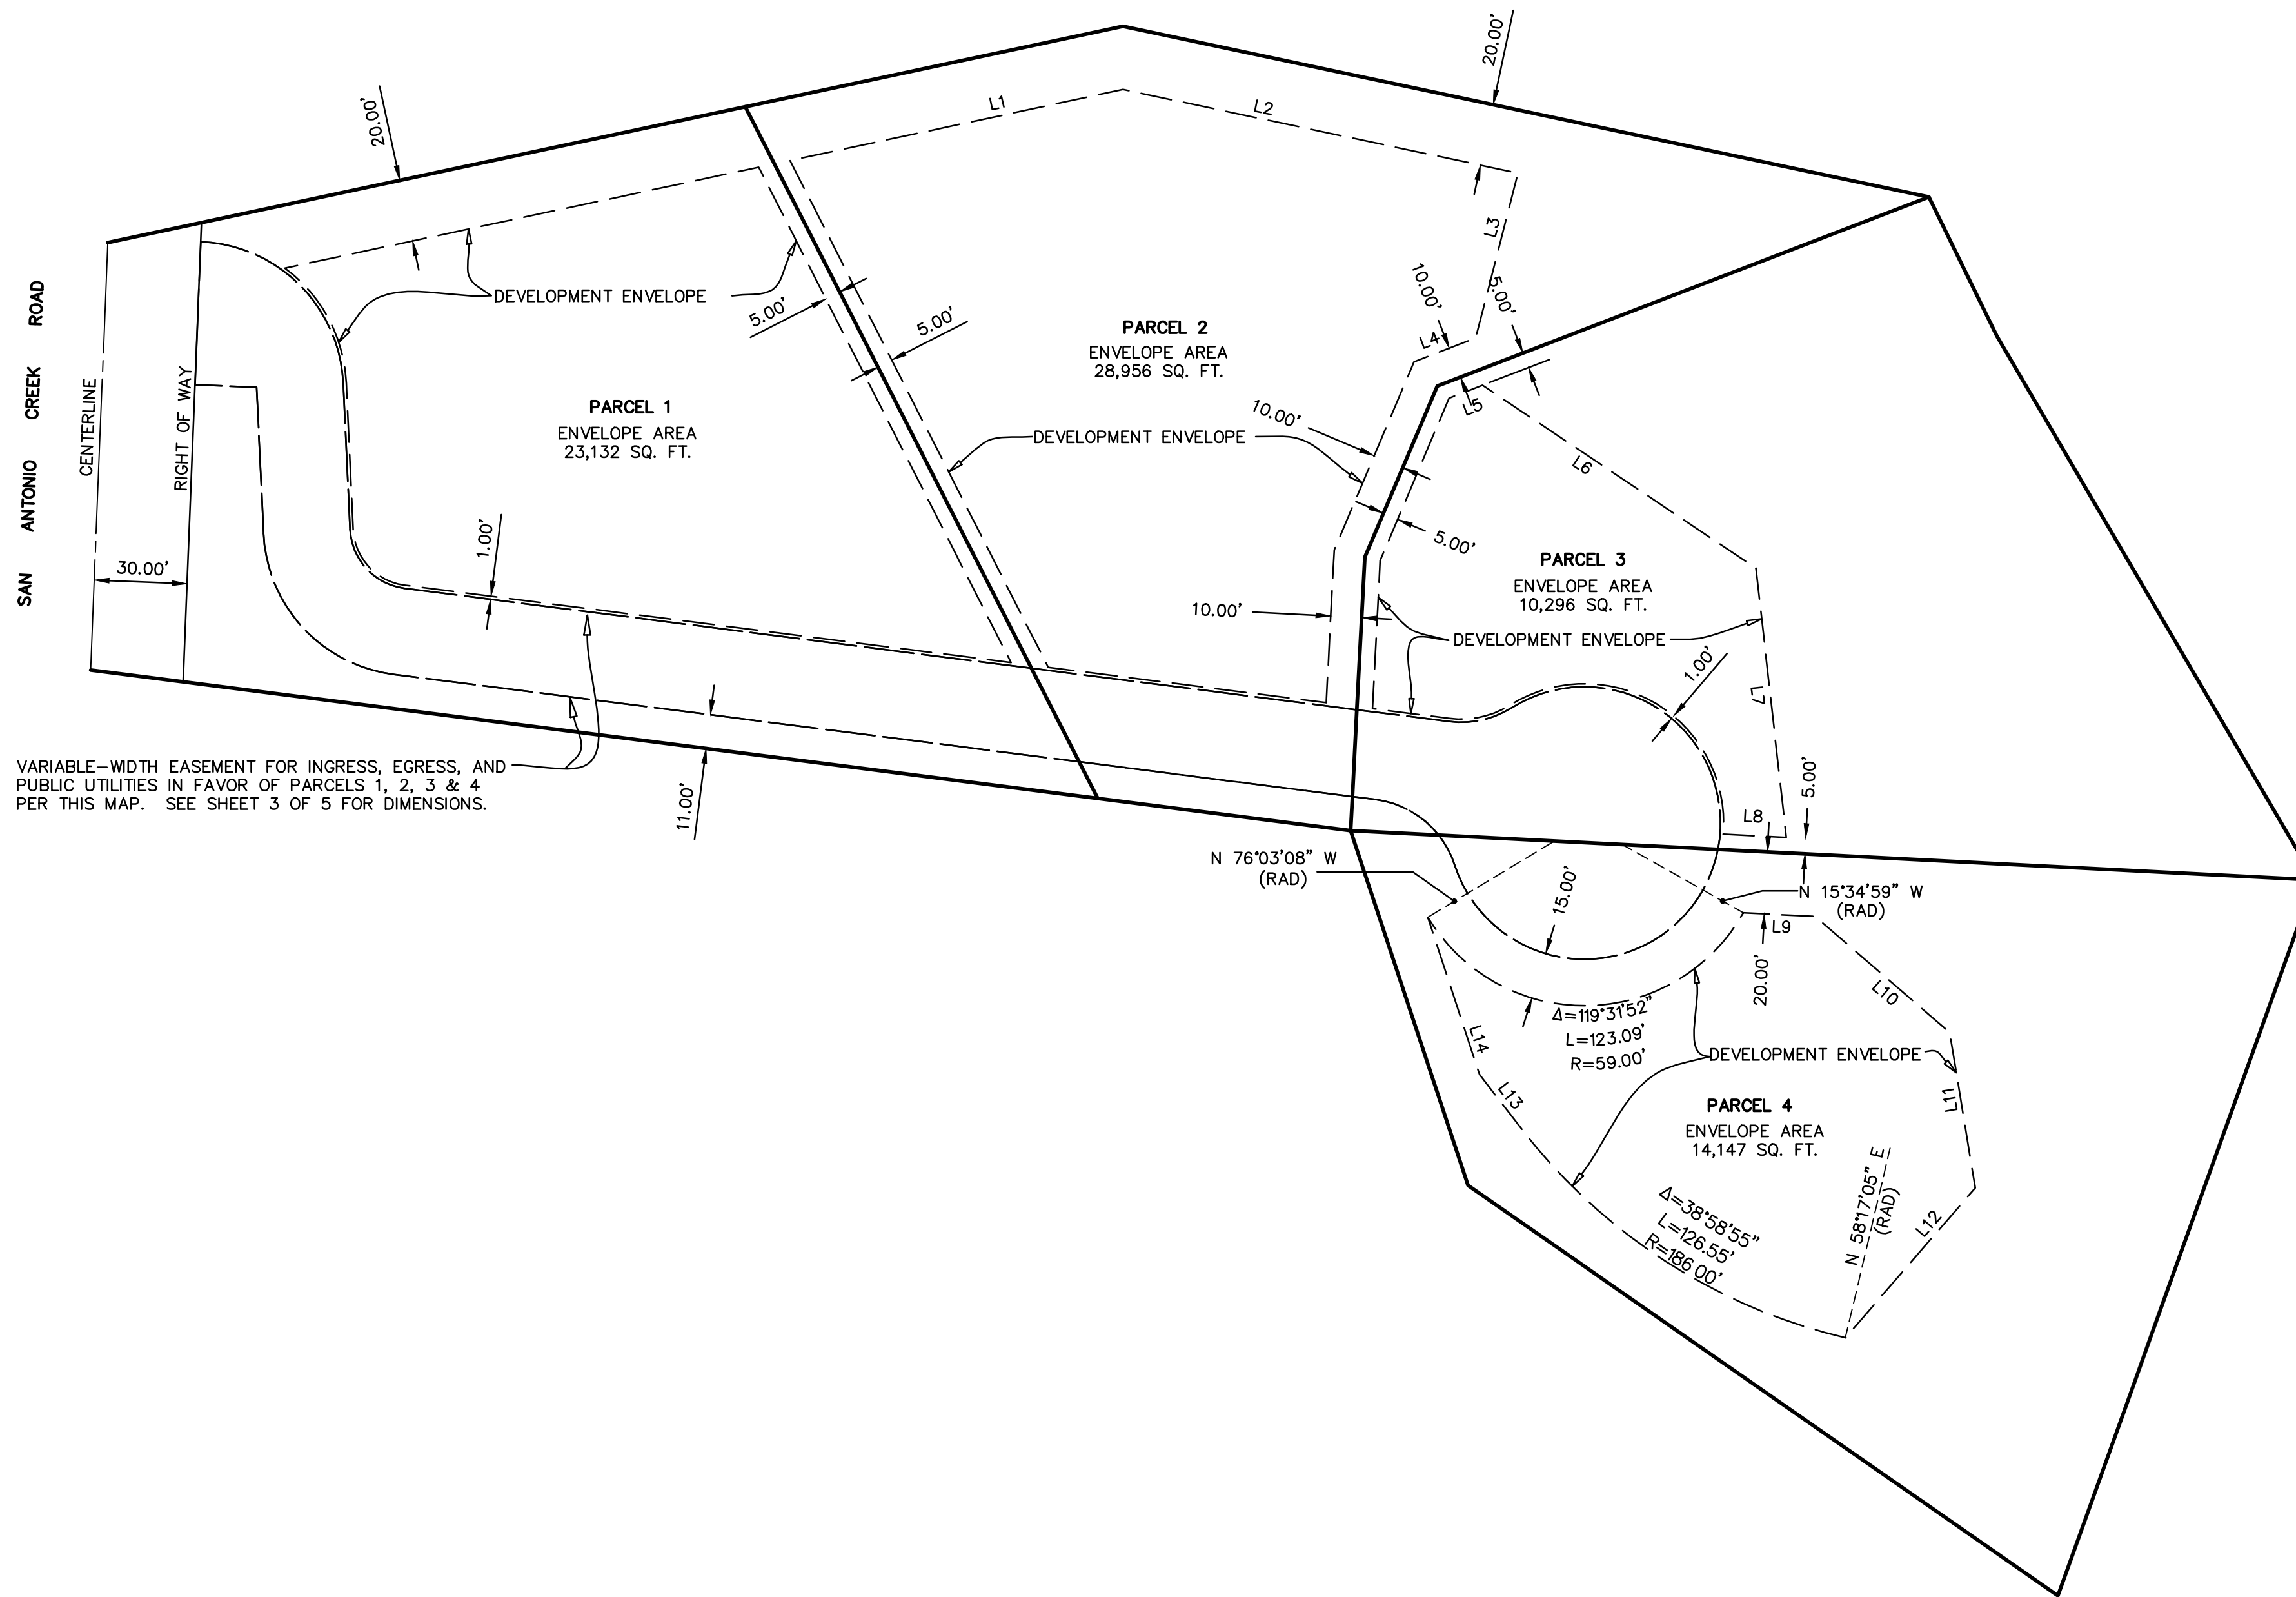 20.00'
20.00'
L1
L2
L3
SAN ANTONIO CREEK ROAD
CENTERLINE
RIGHT OF WAY
30.00'
DEVELOPMENT ENVELOPE
5.00'
5.00'
PARCEL 1
ENVELOPE AREA
23,132 SQ. FT.
PARCEL 2
ENVELOPE AREA
28,956 SQ. FT.
10.00'
5.00'
L4
L5
10.00'
DEVELOPMENT ENVELOPE
L6
1.00'
5.00'
10.00'
PARCEL 3
ENVELOPE AREA
10,296 SQ. FT.
DEVELOPMENT ENVELOPE
1.00'
L7
VARIABLE-WIDTH EASEMENT FOR INGRESS, EGRESS, AND
PUBLIC UTILITIES IN FAVOR OF PARCELS 1, 2, 3 & 4
PER THIS MAP. SEE SHEET 3 OF 5 FOR DIMENSIONS.
11.00'
5.00'
L8
N 76°03'08" W
(RAD)
15.00'
N 15°34'59" W
(RAD)
L9
20.00'
L10
Δ=119°31'52"
L=123.09'
R=59.00'
L14
L13
DEVELOPMENT ENVELOPE
L11
PARCEL 4
ENVELOPE AREA
14,147 SQ. FT.
Δ=38°58'55"
L=126.55'
R=186.00'
N 58°17'05" E
(RAD)
L12